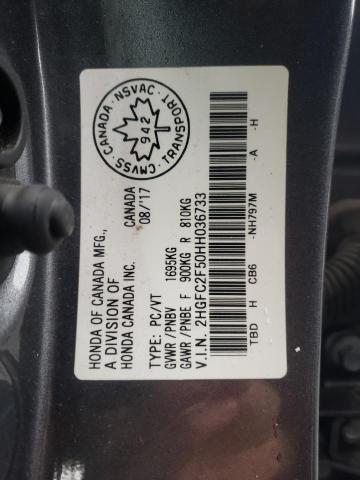 HONDA OF CANADA MFG.,
A DIVISION OF
HONDA CANADA INC.
CANADA
08/'17
TYPE: PC/VT
GVWR / PNBV 1695KG
GAWR / PNBE F 900KG R 810KG
V.I.N. 2HGFC2F50HH036733
TBD H CB6 -NH797M -A -H
CANADA · NSVAC · TRANSPORT · CMVSS
942